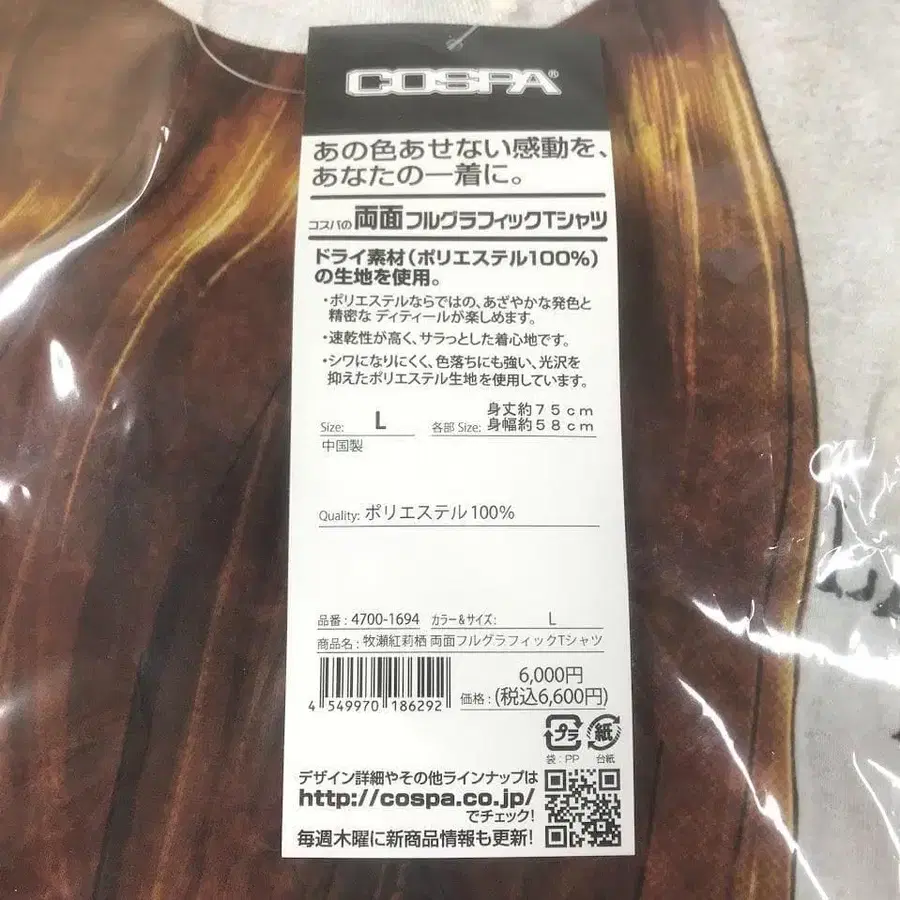 COSPA®
あの色あせない感動を、
あなたの一着に。
コスパの両面フルグラフィックTシャツ
ドライ素材(ポリエステル100%)
の生地を使用。
・ポリエステルならではの、あざやかな発色と
精密な ディティールが楽しめます。
・速乾性が高く、サラっとした着心地です。
・シワになりにくく、色落ちにも強い、光沢を
抑えたポリエステル生地を使用しています。
Size: L 各部 Size: 身丈約75cm
身幅約58cm
中国製
Quality: ポリエステル100%
品番: 4700-1694 カラー&サイズ: L
商品名: 牧瀬紅莉栖 両面フルグラフィックTシャツ
4 549970 186292
6,000円
価格: (税込6,600円)
プラ 紙
袋: PP 台紙
デザイン詳細やその他ラインナップは
http://cospa.co.jp/
でチェック!
毎週木曜に新商品情報も更新!